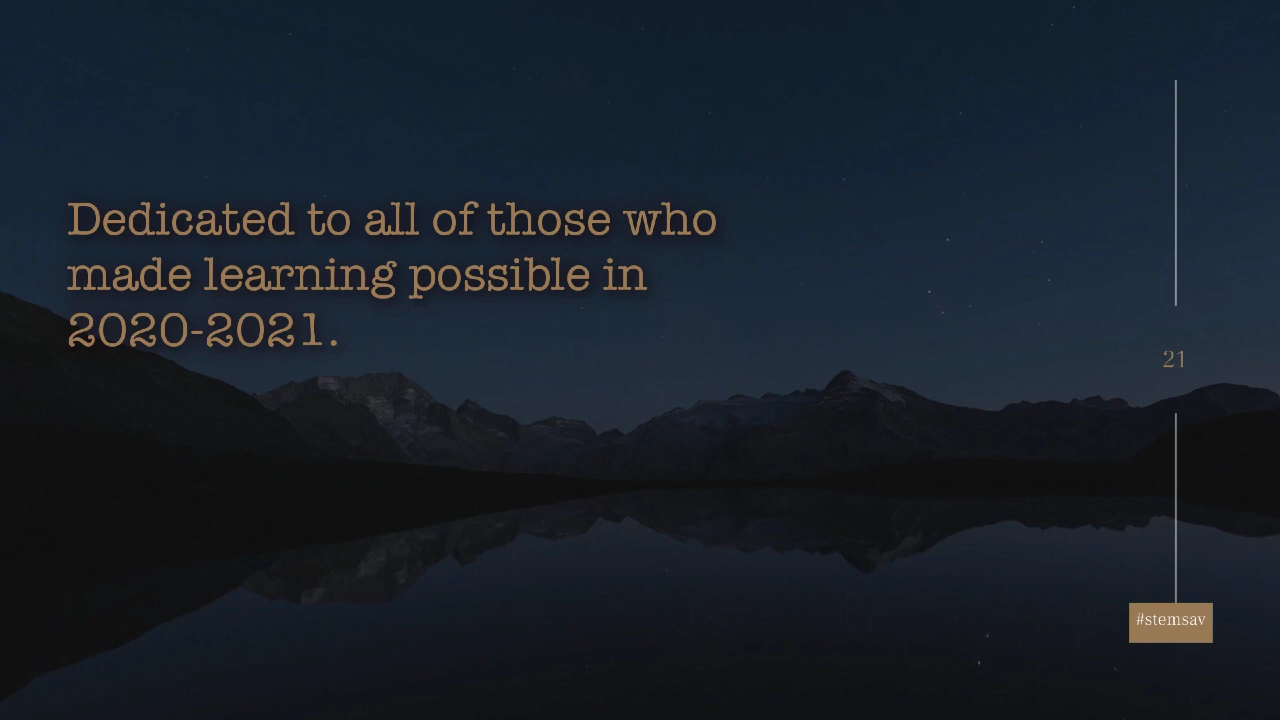 Dedicated to all of those who
made learning possible in
2020-2021.
21
#stemsav